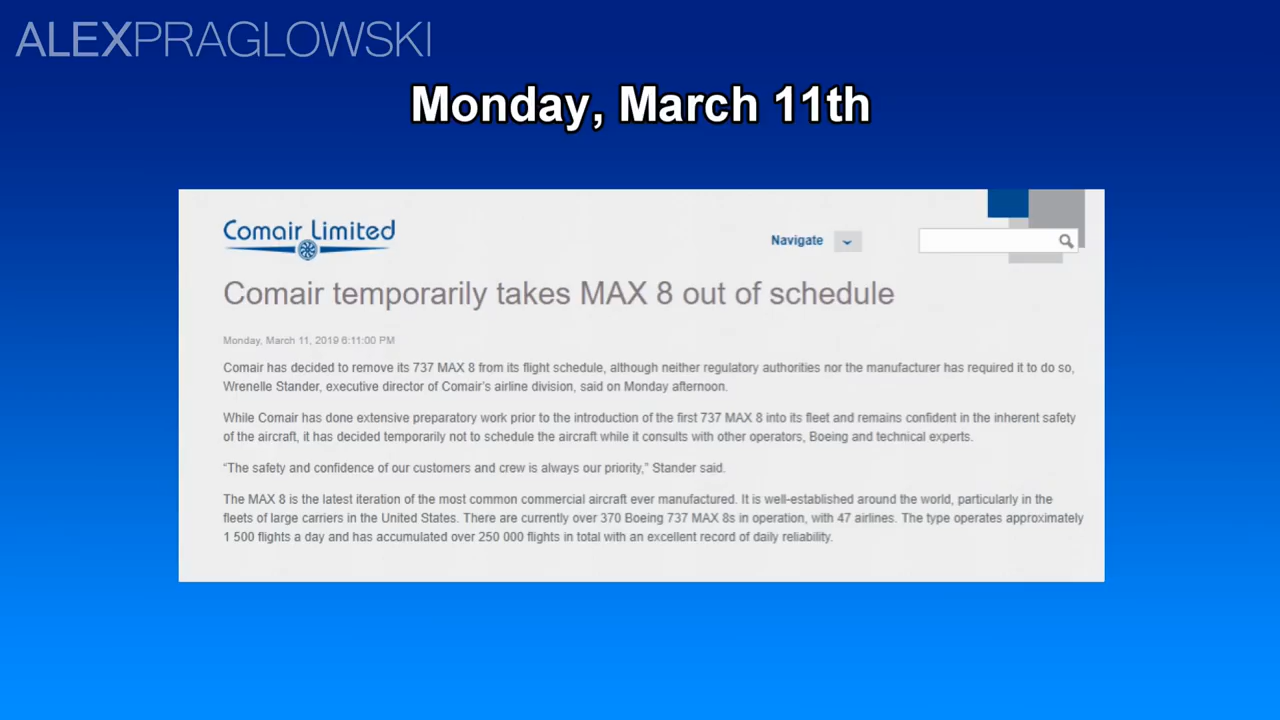 ALEXPRAGLOWSKI
Monday, March 11th
Comair Limited
Navigate
Comair temporarily takes MAX 8 out of schedule
Monday, March 11, 2019 6:11:00 PM
Comair has decided to remove its 737 MAX 8 from its flight schedule, although neither regulatory authorities nor the manufacturer has required it to do so,
Wrenelle Stander, executive director of Comair's airline division, said on Monday afternoon.
While Comair has done extensive preparatory work prior to the introduction of the first 737 MAX 8 into its fleet and remains confident in the inherent safety
of the aircraft, it has decided temporarily not to schedule the aircraft while it consults with other operators, Boeing and technical experts.
“The safety and confidence of our customers and crew is always our priority,” Stander said.
The MAX 8 is the latest iteration of the most common commercial aircraft ever manufactured. It is well-established around the world, particularly in the
fleets of large carriers in the United States. There are currently over 370 Boeing 737 MAX 8s in operation, with 47 airlines. The type operates approximately
1 500 flights a day and has accumulated over 250 000 flights in total with an excellent record of daily reliability.